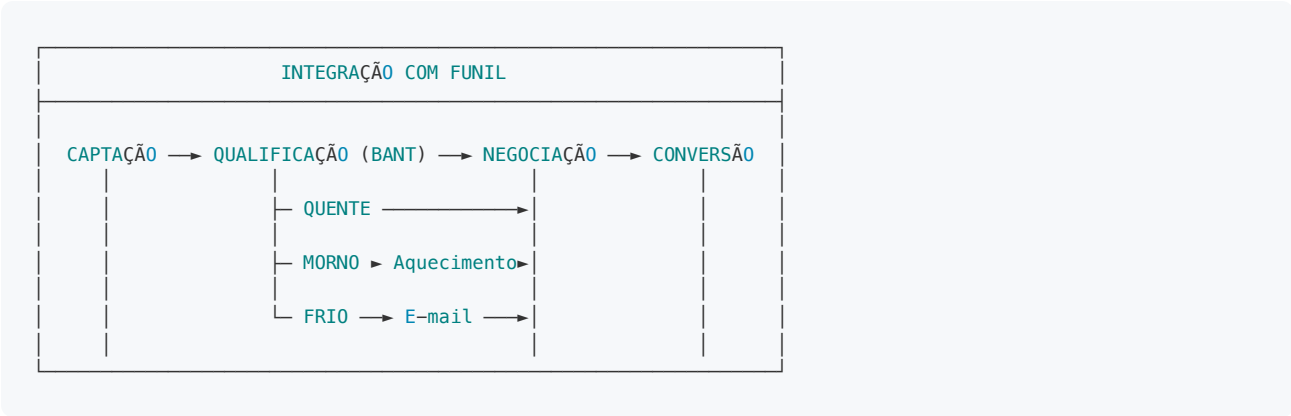 INTEGRAÇÃO COM FUNIL
CAPTAÇÃO ──► QUALIFICAÇÃO (BANT) ──► NEGOCIAÇÃO ──► CONVERSÃO
QUENTE
MORNO ► Aquecimento►
FRIO ──► E-mail ───►